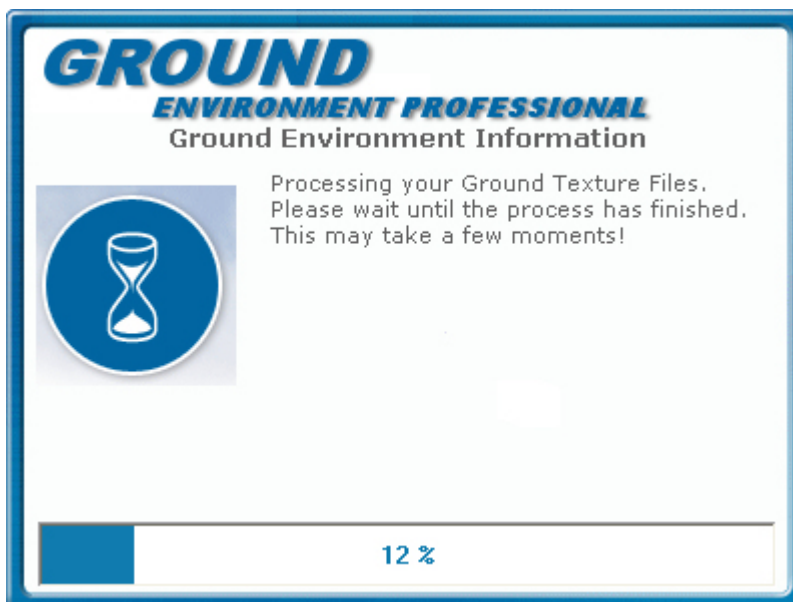 GROUND
ENVIRONMENT PROFESSIONAL
Ground Environment Information
Processing your Ground Texture Files.
Please wait until the process has finished.
This may take a few moments!
12 %